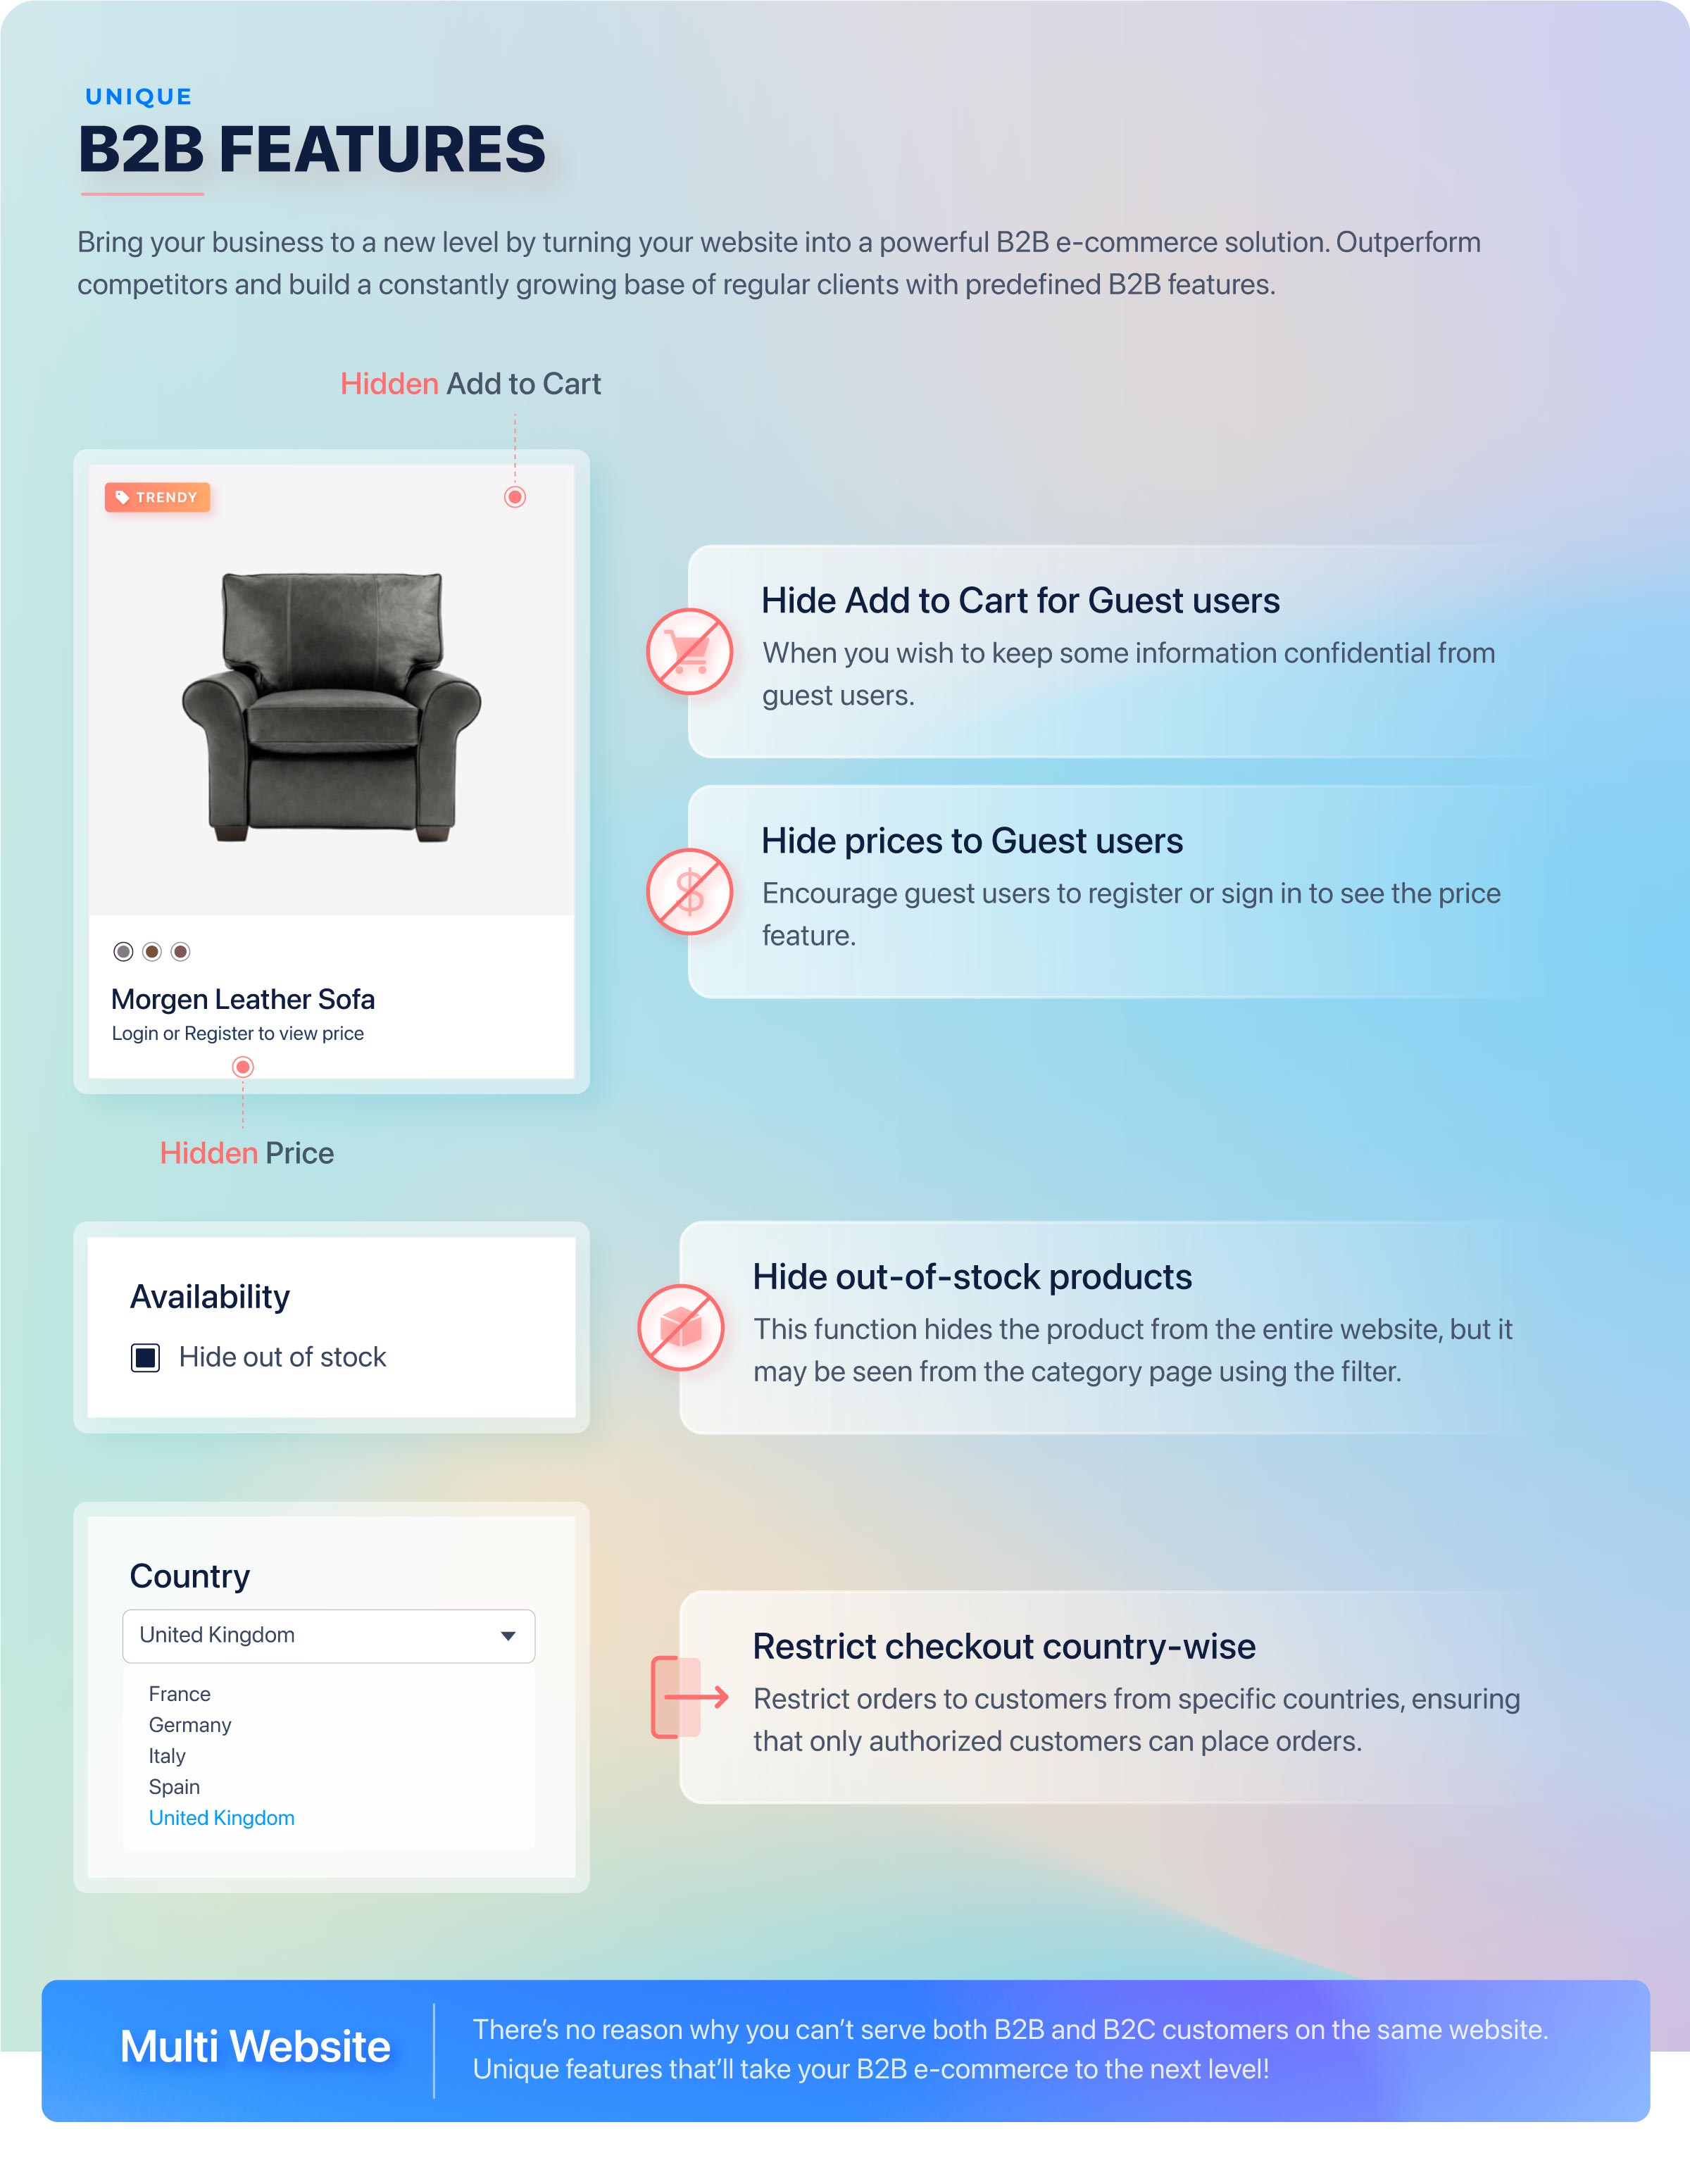 UNIQUE
B2B FEATURES
Bring your business to a new level by turning your website into a powerful B2B e-commerce solution. Outperform
competitors and build a constantly growing base of regular clients with predefined B2B features.
Hidden Add to Cart
TRENDY
Morgen Leather Sofa
Login or Register to view price
Hidden Price
Hide Add to Cart for Guest users
When you wish to keep some information confidential from
guest users.
Hide prices to Guest users
Encourage guest users to register or sign in to see the price
feature.
Availability
Hide out of stock
Hide out-of-stock products
This function hides the product from the entire website, but it
may be seen from the category page using the filter.
Country
United Kingdom
France
Germany
Italy
Spain
United Kingdom
Restrict checkout country-wise
Restrict orders to customers from specific countries, ensuring
that only authorized customers can place orders.
Multi Website
There's no reason why you can't serve both B2B and B2C customers on the same website.
Unique features that'll take your B2B e-commerce to the next level!